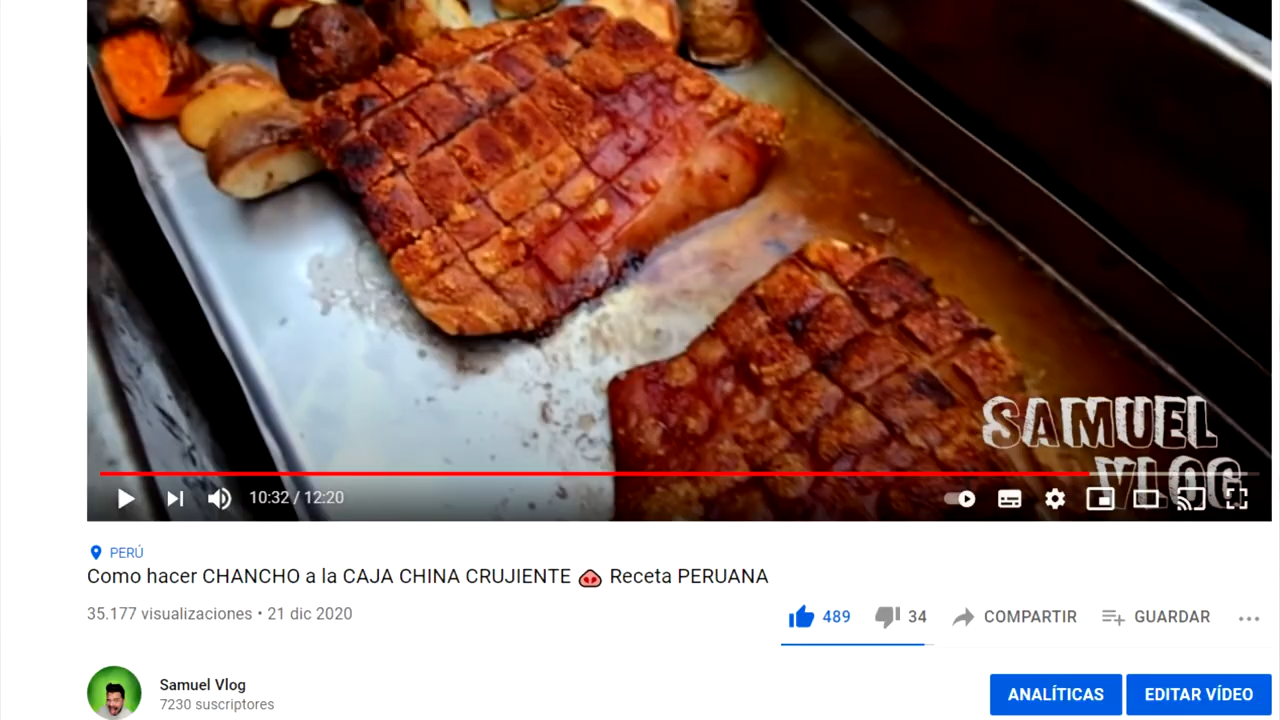 SAMUEL
VLOG
10:32 / 12:20
PERÚ
Como hacer CHANCHO a la CAJA CHINA CRUJIENTE 🐽 Receta PERUANA
35.177 visualizaciones • 21 dic 2020
489 34 COMPARTIR GUARDAR ...
Samuel Vlog
7230 suscriptores
ANALÍTICAS EDITAR VÍDEO